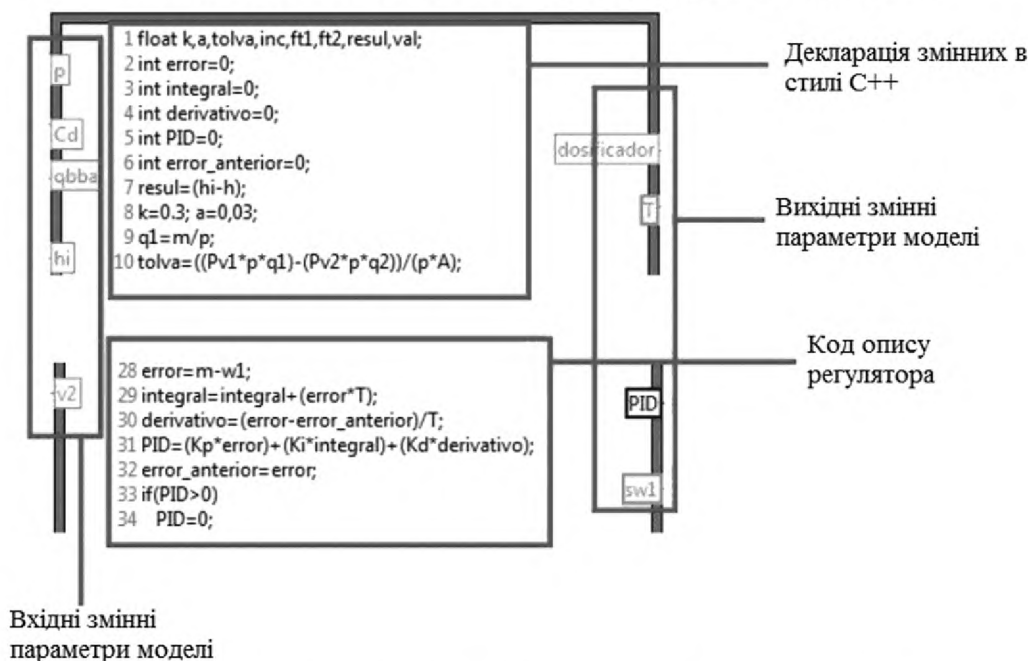 1 float k,a,tolva,inc,ft1,ft2,resul,val;
2 int error=0;
3 int integral=0;
4 int derivativo=0;
5 int PID=0;
6 int error_anterior=0;
7 resul=(hi-h);
8 k=0.3; a=0,03;
9 q1=m/p;
10 tolva=((Pv1*p*q1)-(Pv2*p*q2))/(p*A);
p
Cd
qbba
hi
v2
Декларація змінних в
стилі C++
dosificador
T
Вихідні змінні
параметри моделі
Код опису
регулятора
28 error=m-w1;
29 integral=integral+(error*T);
30 derivativo=(error-error_anterior)/T;
31 PID=(Kp*error)+(Ki*integral)+(Kd*derivativo);
32 error_anterior=error;
33 if(PID>0)
34 PID=0;
PID
sw1
Вхідні змінні
параметри моделі